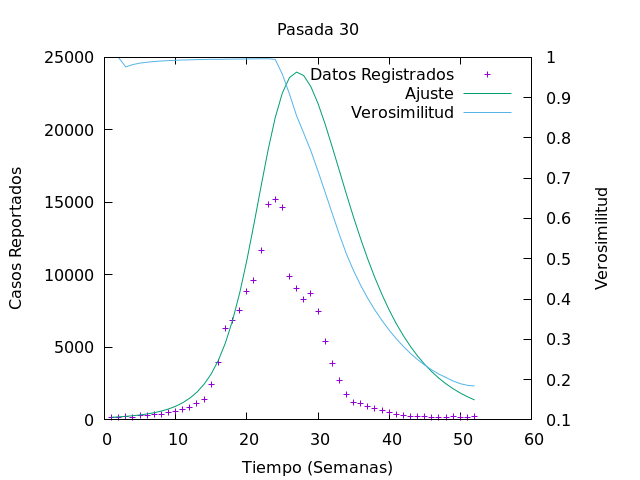 Pasada 30
Datos Registrados
Ajuste
Verosimilitud
Casos Reportados
25000
20000
15000
10000
5000
0
1
0.9
0.8
0.7
0.6
0.5
0.4
0.3
0.2
0.1
Verosimilitud
0 10 20 30 40 50 60
Tiempo (Semanas)